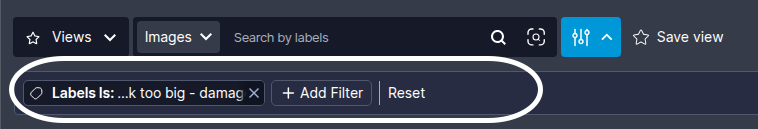 Views Images Search by labels Save view
Labels Is: ...k too big - damag + Add Filter Reset